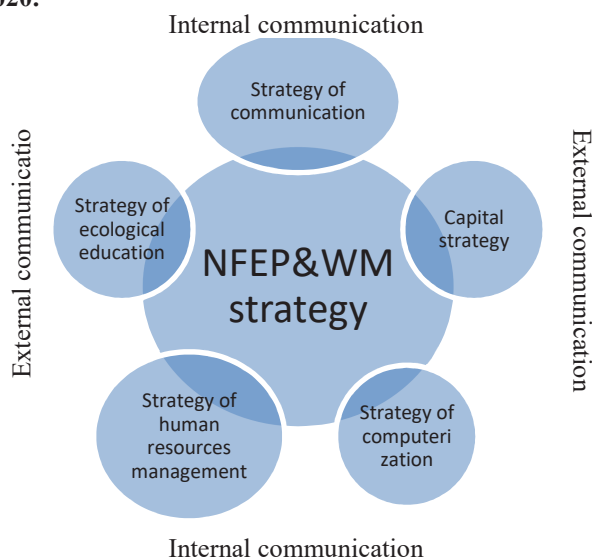 020.
Internal communication
Strategy of
communication
External communicatio
Strategy of
ecological
education
NFEP&WM
strategy
Capital
strategy
External communication
Strategy of
human
resources
management
Strategy of
computeri
zation
Internal communication